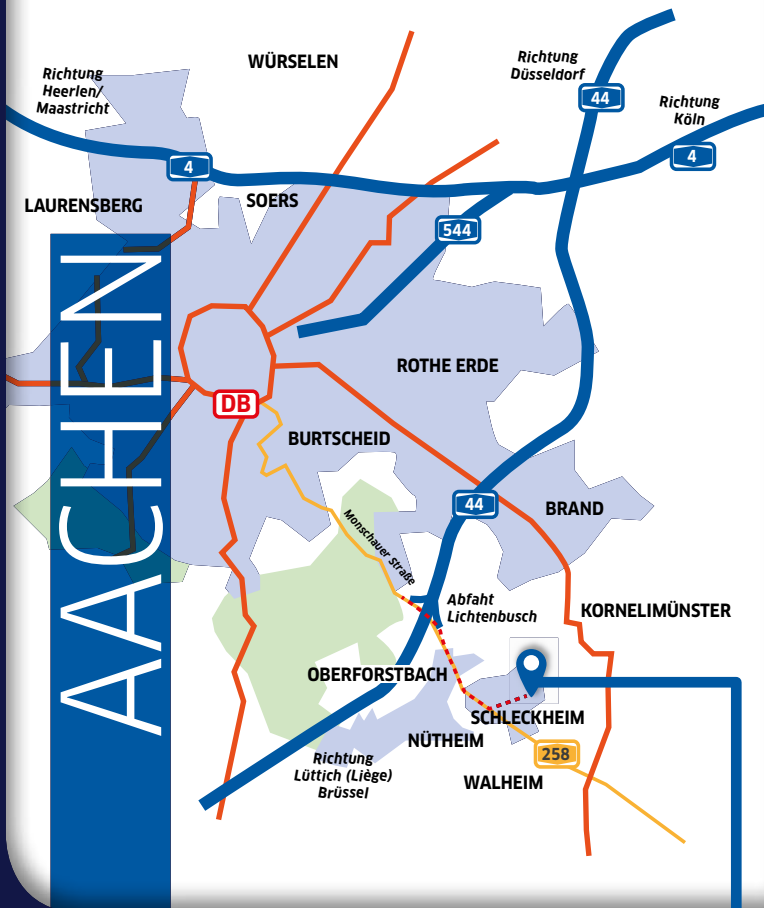 WÜRSELEN
Richtung
Düsseldorf
Richtung
Heerlen/
Maastricht
44
Richtung
Köln
4
4
LAURENSBERG
SOERS
544
AACHEN
ROTHE ERDE
DB
BURTSCHEID
44
BRAND
Monschauer Straße
Abfaht
Lichtenbusch
KORNELIMÜNSTER
OBERFORSTBACH
SCHLECKHEIM
NÜTHEIM
258
Richtung
Lüttich (Liège)
Brüssel
WALHEIM